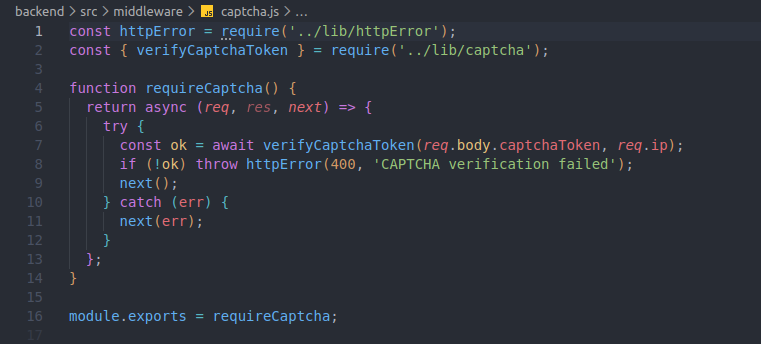 backend > src > middleware > JS captcha.js > ...
1 const httpError = require('../lib/httpError');
2 const { verifyCaptchaToken } = require('../lib/captcha');
3
4 function requireCaptcha() {
5   return async (req, res, next) => {
6     try {
7       const ok = await verifyCaptchaToken(req.body.captchaToken, req.ip);
8       if (!ok) throw httpError(400, 'CAPTCHA verification failed');
9       next();
10     } catch (err) {
11       next(err);
12     }
13   };
14 }
15
16 module.exports = requireCaptcha;
17